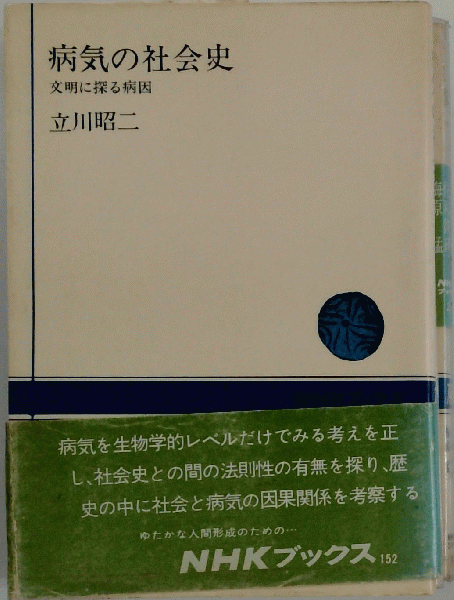 病気の社会史
文明に探る病因
立川昭二
病気を生物学的レベルだけでみる考えを正
し、社会史との間の法則性の有無を探り、歴
史の中に社会と病気の因果関係を考察する
ゆたかな人間形成のための…
NHKブックス 152